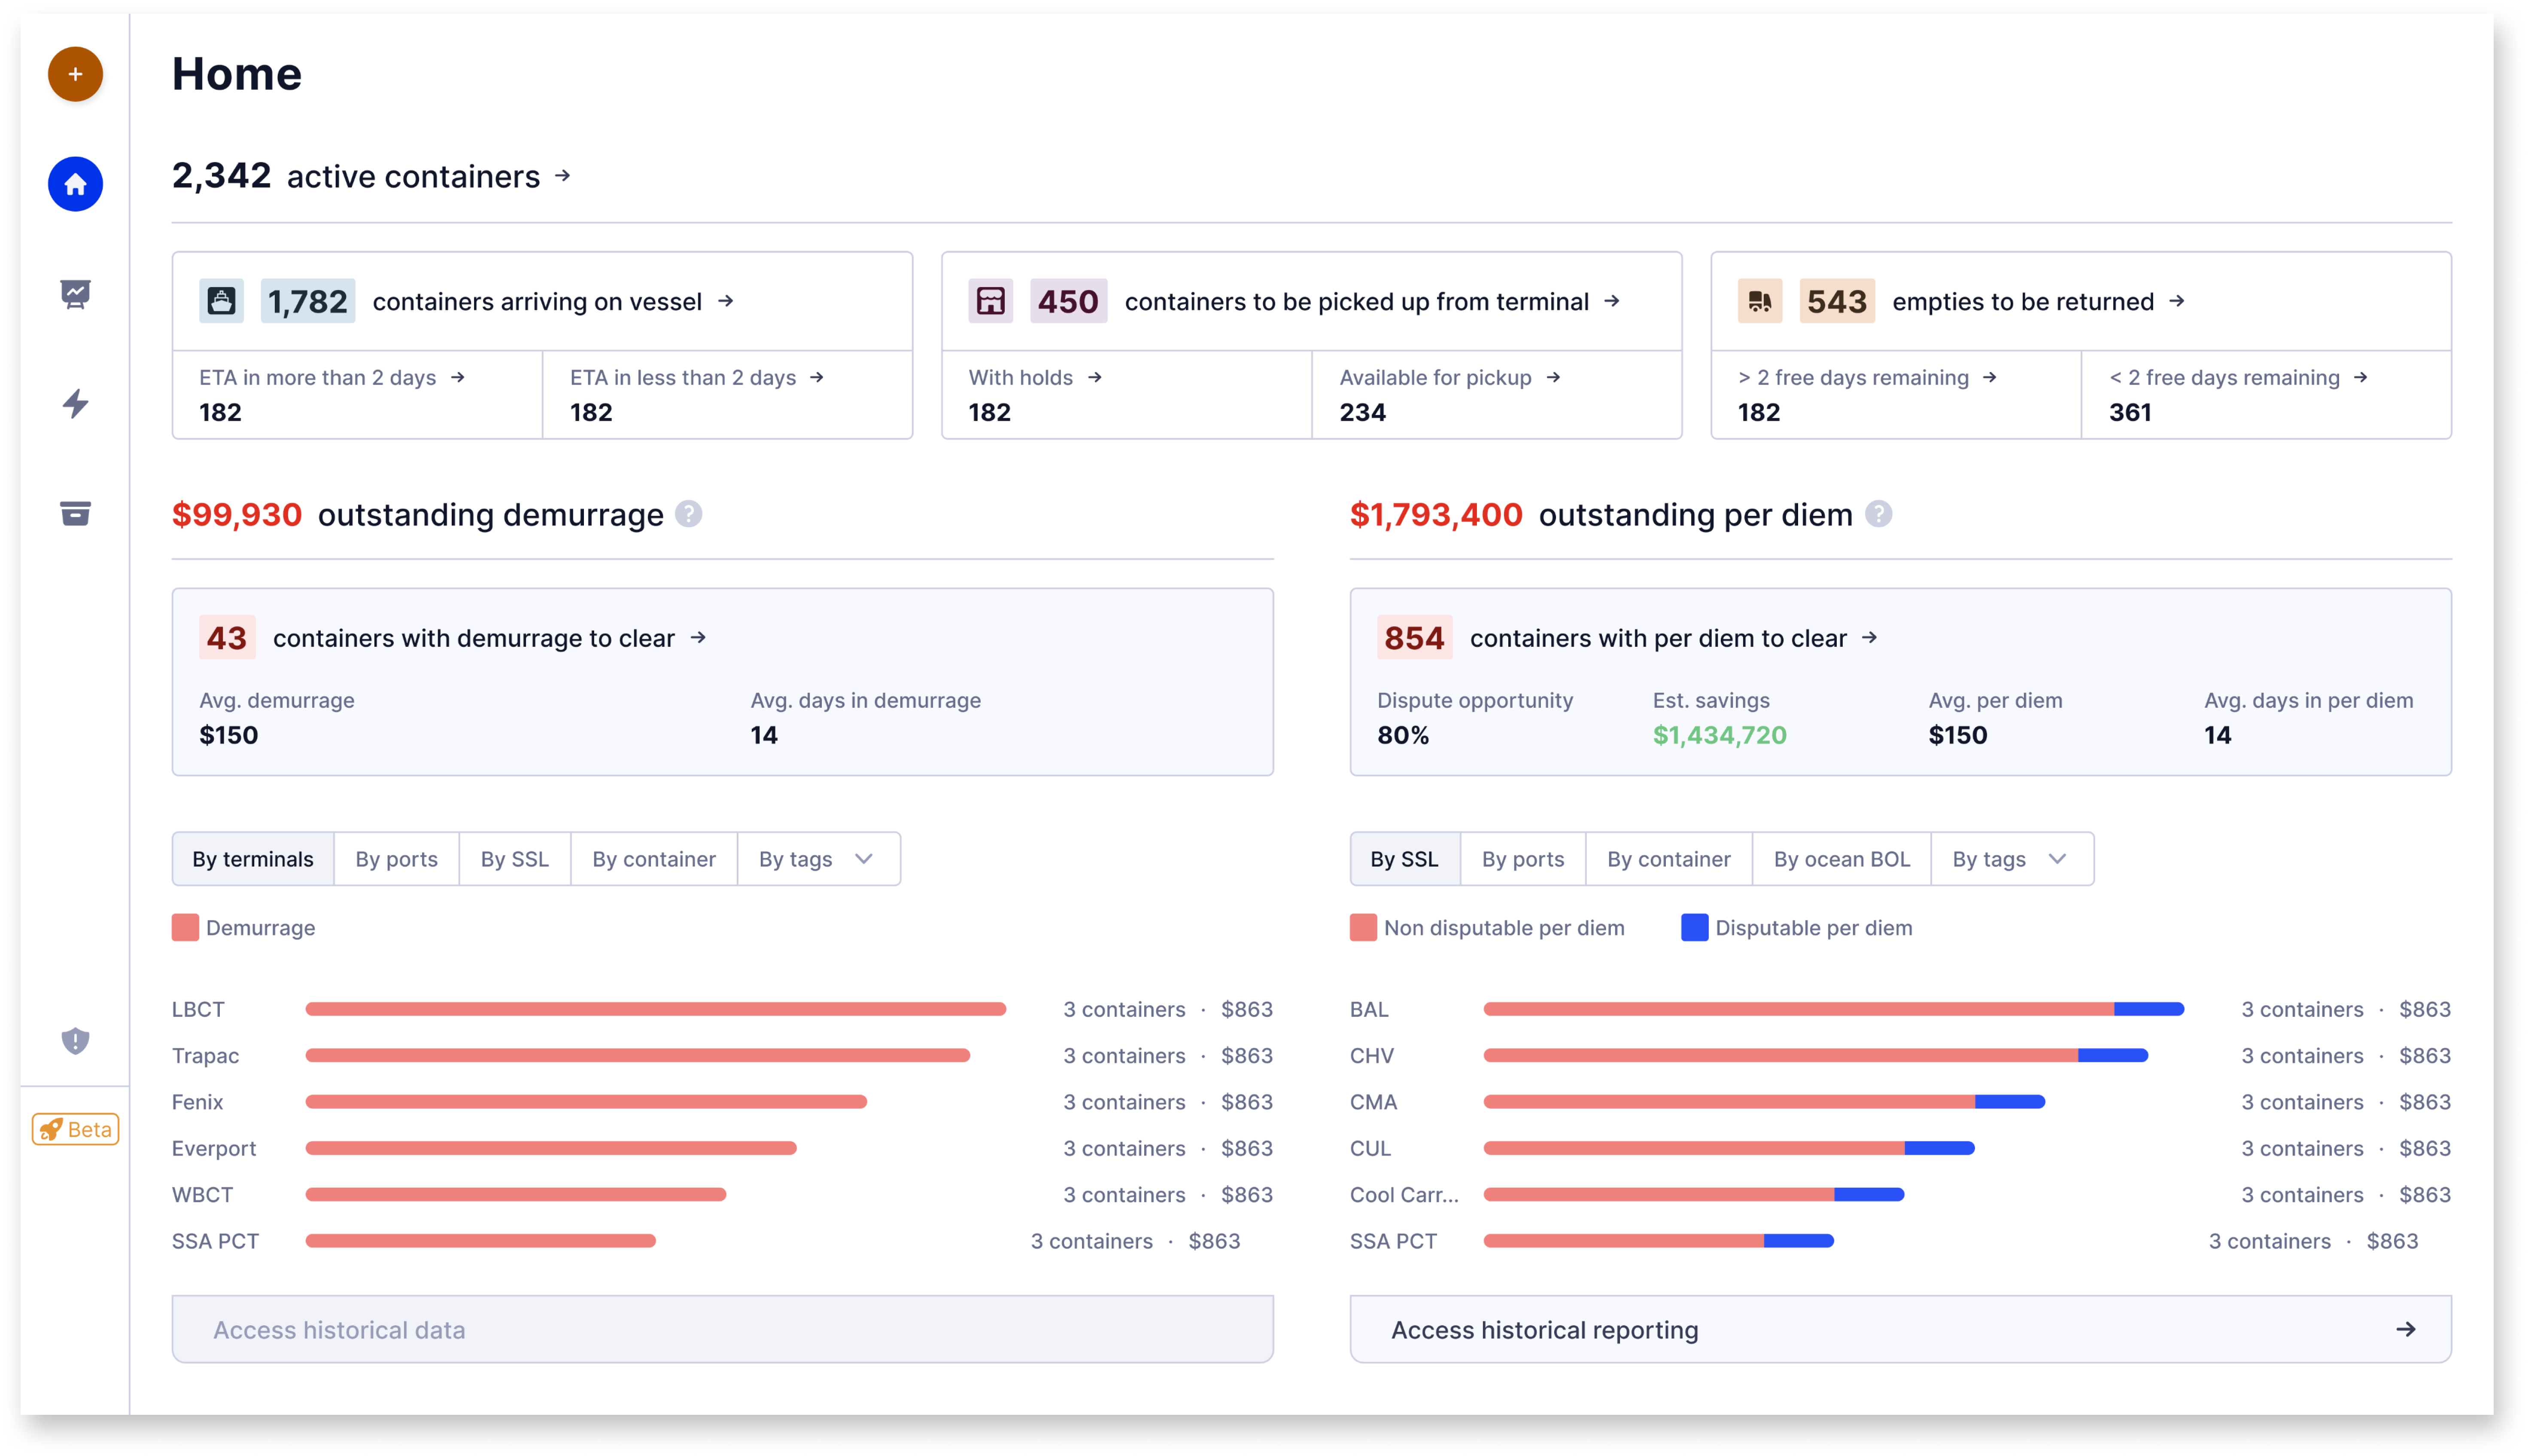 Home
2,342 active containers →
1,782 containers arriving on vessel →
ETA in more than 2 days →
182
ETA in less than 2 days →
182
450 containers to be picked up from terminal →
With holds →
182
Available for pickup →
234
543 empties to be returned →
> 2 free days remaining →
182
< 2 free days remaining →
361
$99,930 outstanding demurrage ?
43 containers with demurrage to clear →
Avg. demurrage
$150
Avg. days in demurrage
14
By terminals By ports By SSL By container By tags
Demurrage
LBCT 3 containers · $863
Trapac 3 containers · $863
Fenix 3 containers · $863
Everport 3 containers · $863
WBCT 3 containers · $863
SSA PCT 3 containers · $863
Access historical data
$1,793,400 outstanding per diem ?
854 containers with per diem to clear →
Dispute opportunity
80%
Est. savings
$1,434,720
Avg. per diem
$150
Avg. days in per diem
14
By SSL By ports By container By ocean BOL By tags
Non disputable per diem Disputable per diem
BAL 3 containers · $863
CHV 3 containers · $863
CMA 3 containers · $863
CUL 3 containers · $863
Cool Carr... 3 containers · $863
SSA PCT 3 containers · $863
Access historical reporting →
Beta